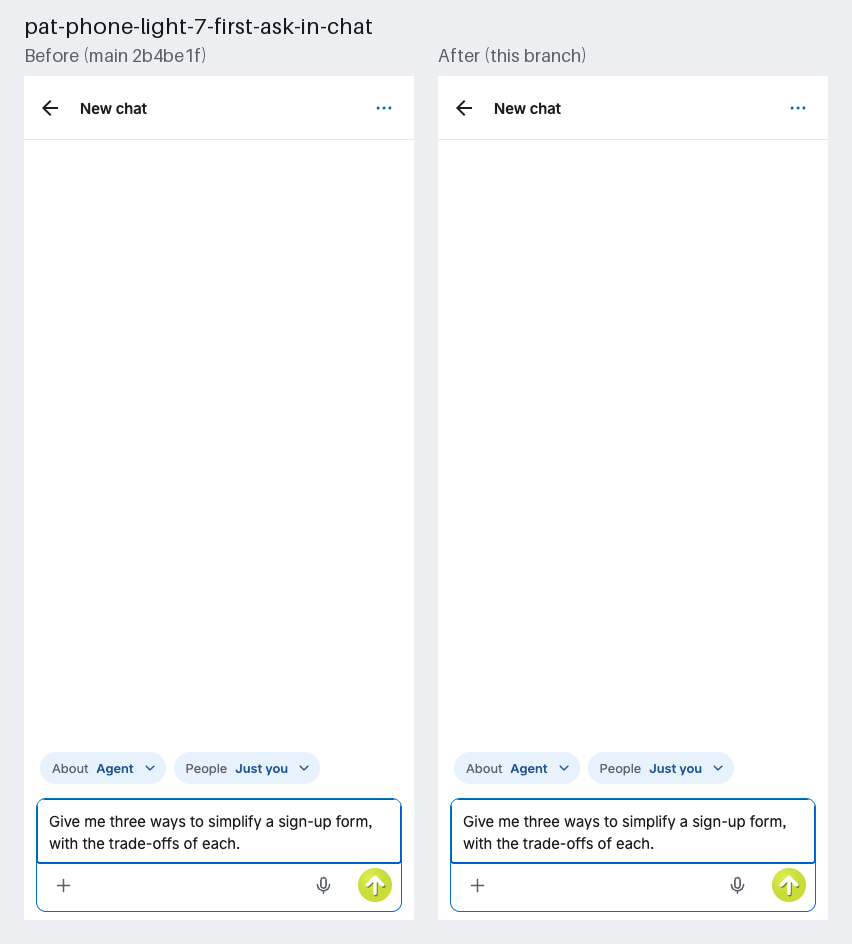 pat-phone-light-7-first-ask-in-chat
Before (main 2b4be1f)
After (this branch)
New chat
New chat
About Agent
People Just you
About Agent
People Just you
Give me three ways to simplify a sign-up form,
with the trade-offs of each.
Give me three ways to simplify a sign-up form,
with the trade-offs of each.